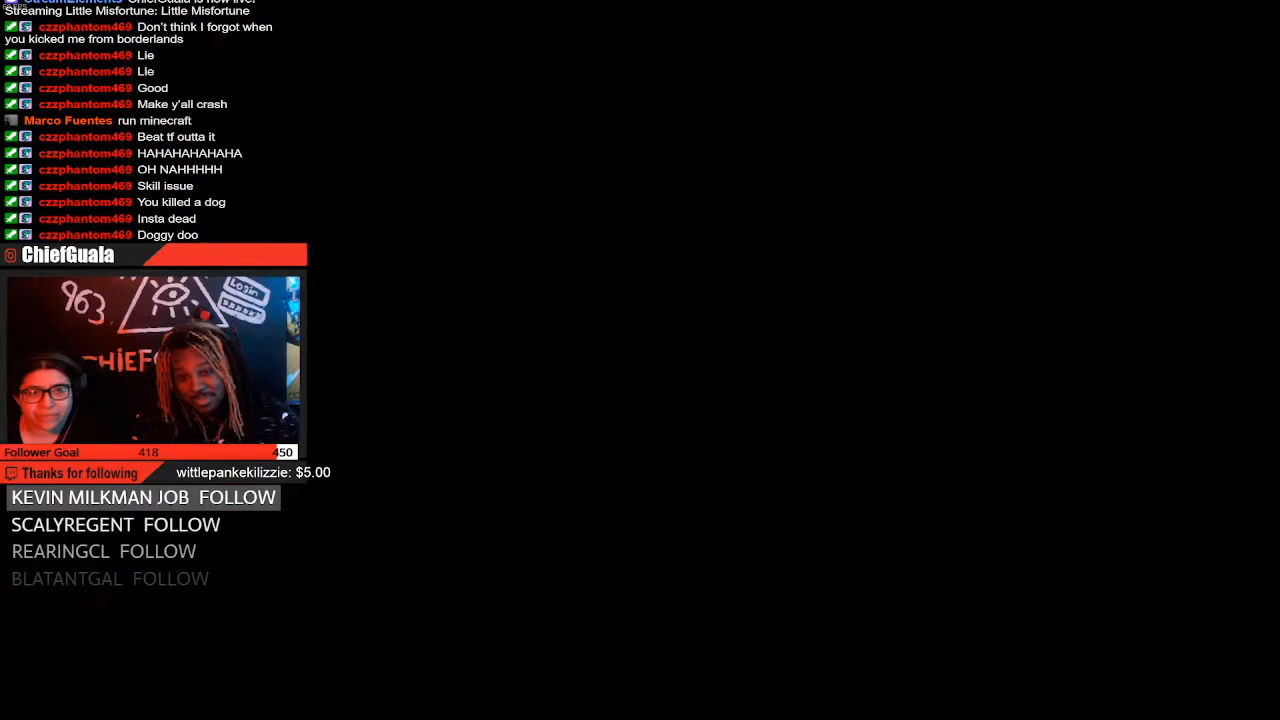 Streaming Little Misfortune: Little Misfortune
czzphantom469 Don't think I forgot when
you kicked me from borderlands
czzphantom469 Lie
czzphantom469 Lie
czzphantom469 Good
czzphantom469 Make y'all crash
Marco Fuentes run minecraft
czzphantom469 Beat tf outta it
czzphantom469 HAHAHAHAHAHA
czzphantom469 OH NAHHHHH
czzphantom469 Skill issue
czzphantom469 You killed a dog
czzphantom469 Insta dead
czzphantom469 Doggy doo
ChiefGuala
963
Login
CHIEF
Follower Goal 418 450
Thanks for following wittlepankekilizzie: $5.00
KEVIN MILKMAN JOB FOLLOW
SCALYREGENT FOLLOW
REARINGCL FOLLOW
BLATANTGAL FOLLOW